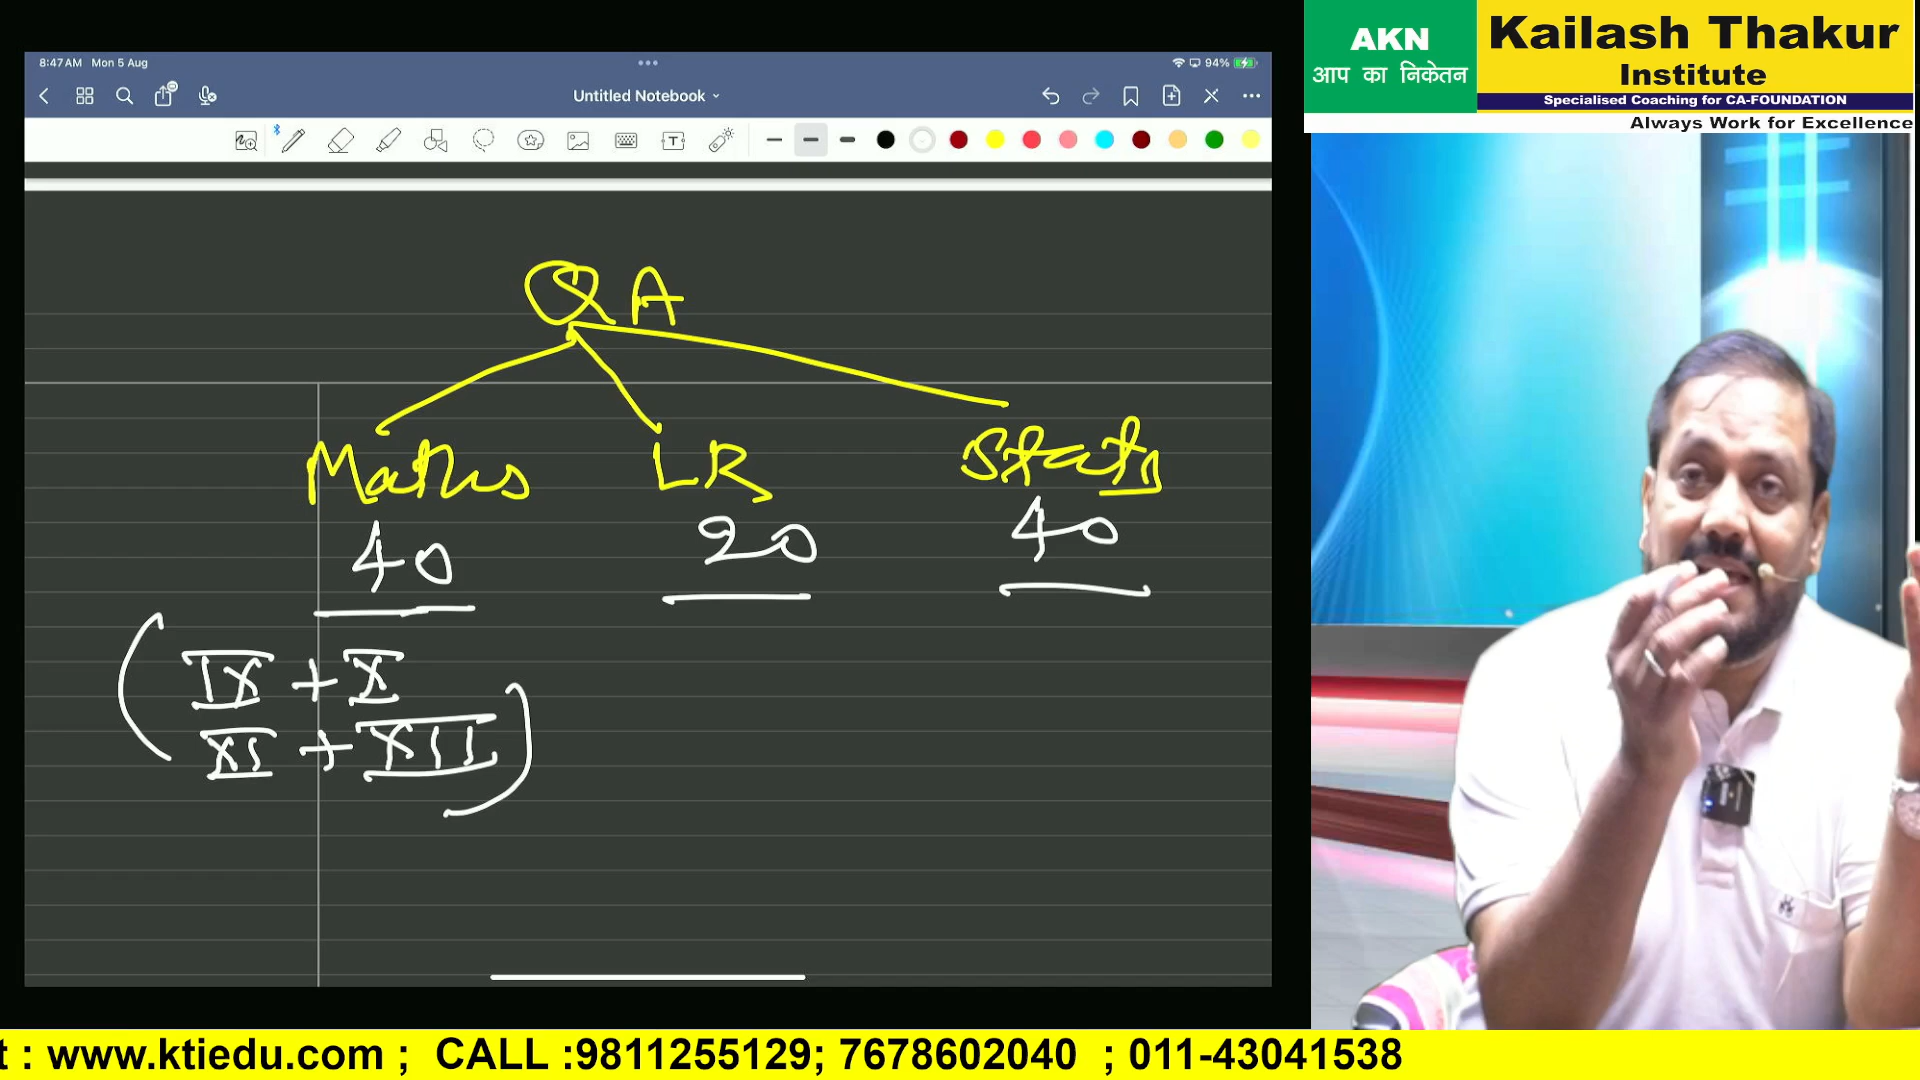 8:47 AM Mon 5 Aug
94%
Untitled Notebook
T
QA
Maths LR Stats
40 20 40
IX + X
XI + XII
AKN
आप का निकेतन
Kailash Thakur
Institute
Specialised Coaching for CA-FOUNDATION
Always Work for Excellence
t : www.ktiedu.com ; CALL :9811255129; 7678602040 ; 011-43041538